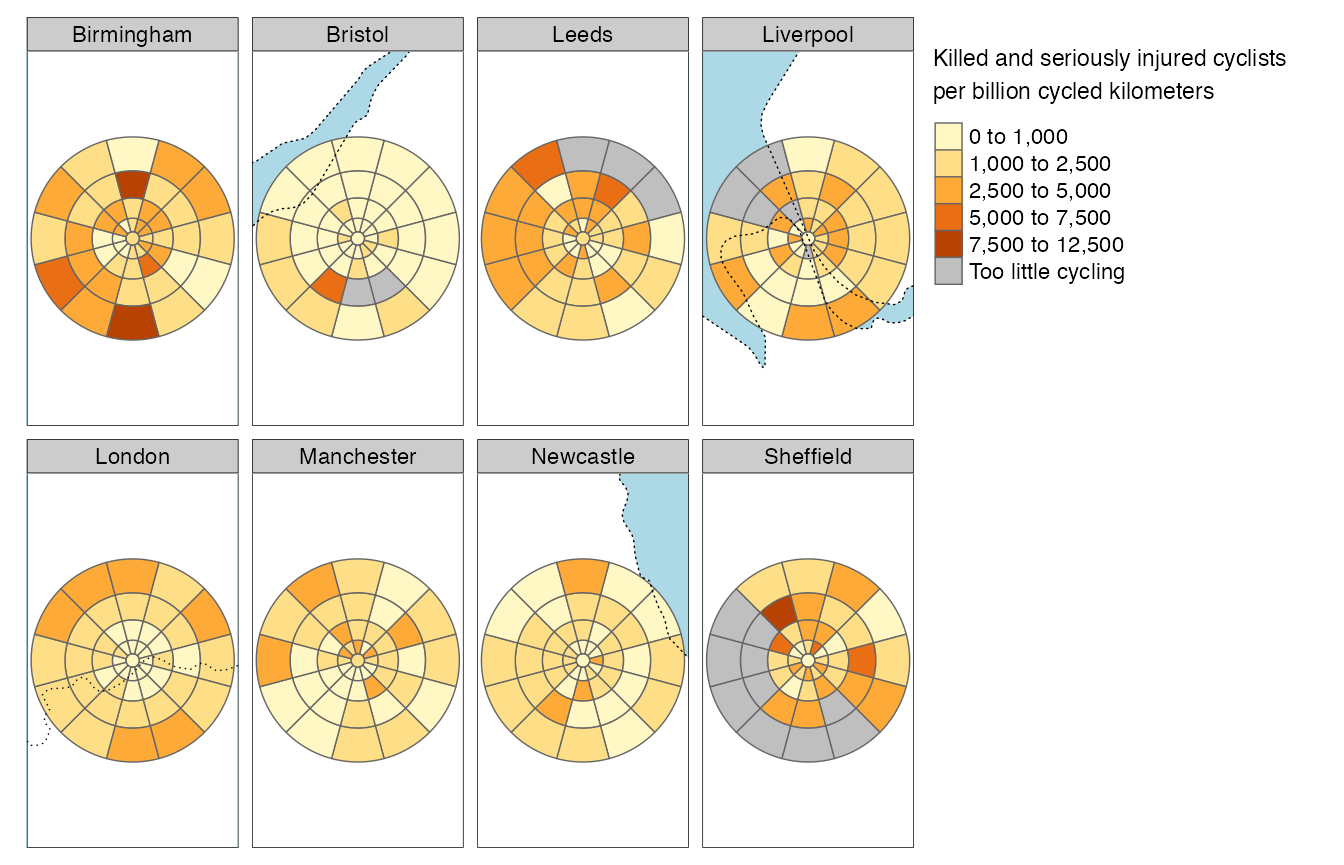 Birmingham
Bristol
Leeds
Liverpool
London
Manchester
Newcastle
Sheffield
Killed and seriously injured cyclists
per billion cycled kilometers
0 to 1,000
1,000 to 2,500
2,500 to 5,000
5,000 to 7,500
7,500 to 12,500
Too little cycling